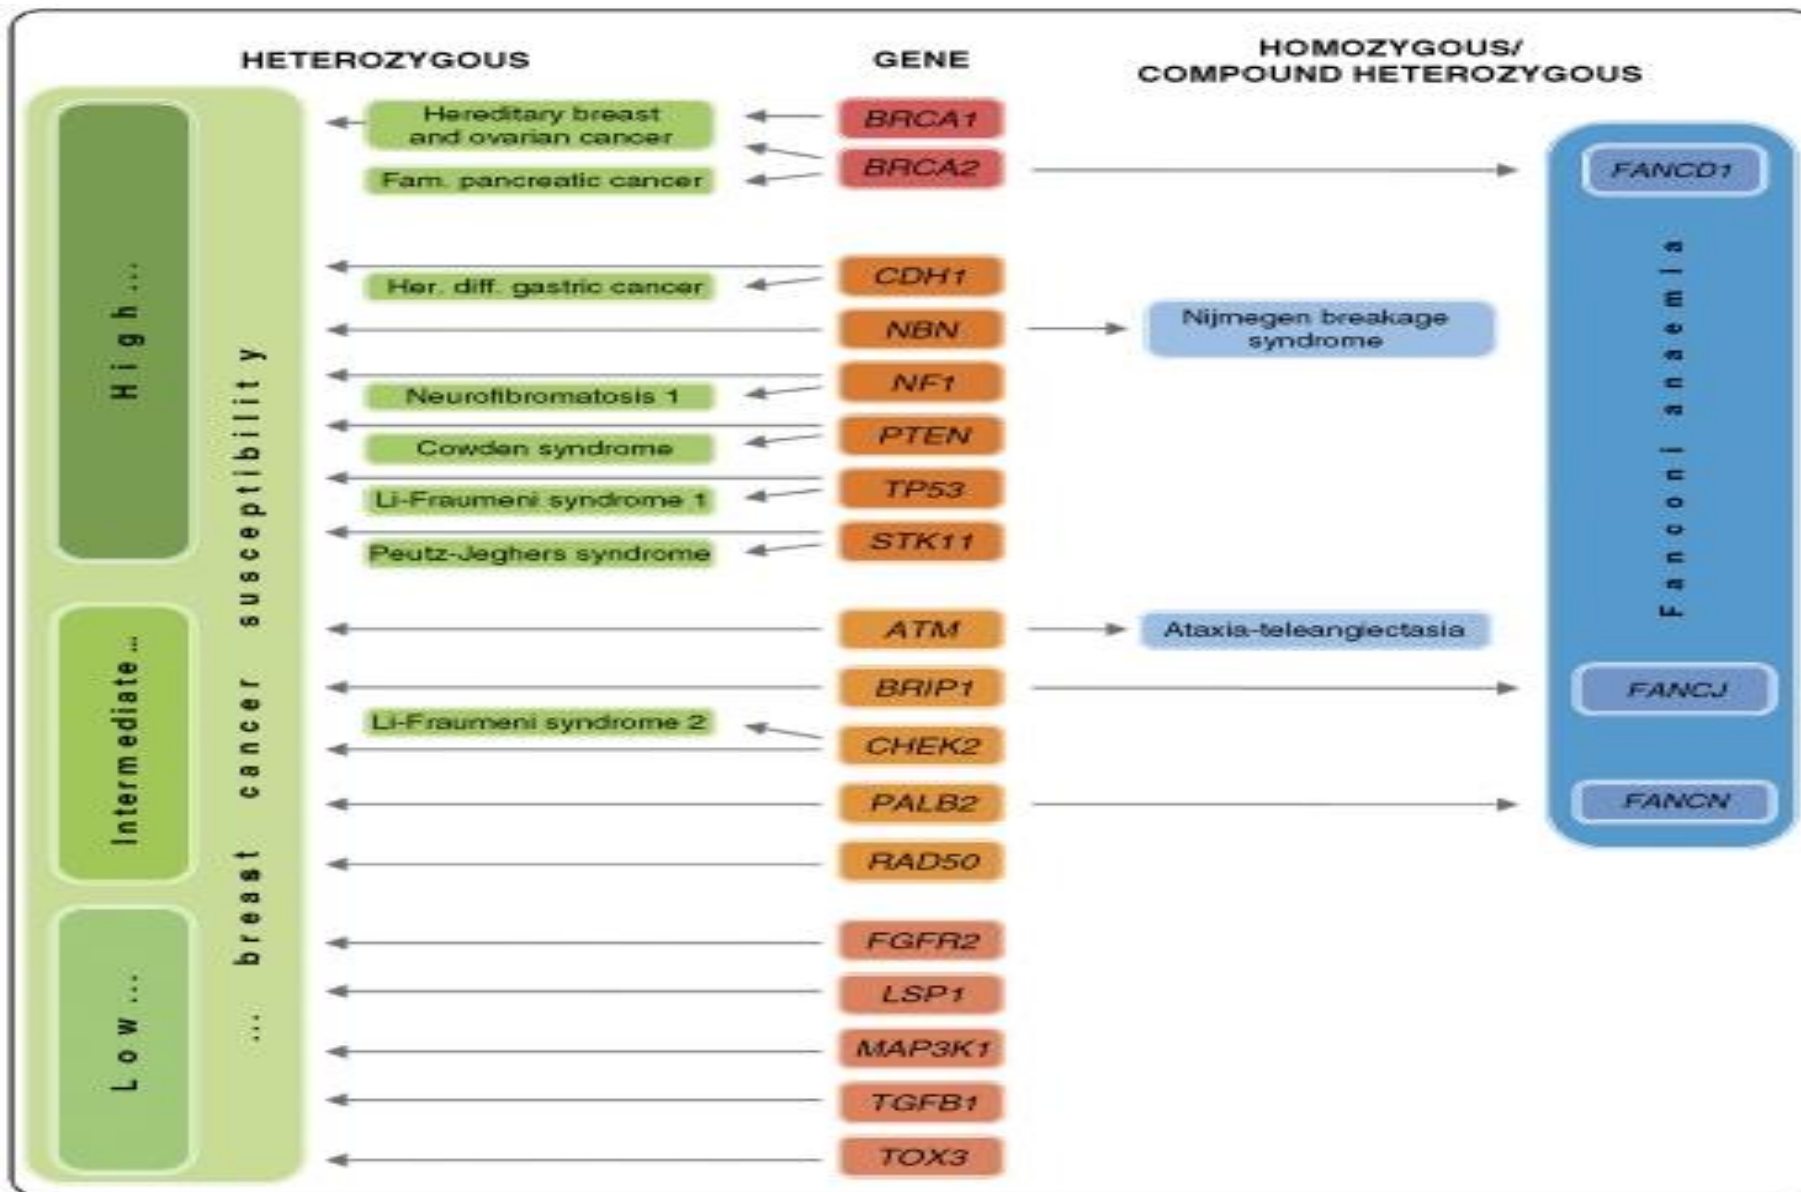 HETEROZYGOUS
GENE
HOMOZYGOUS/
COMPOUND HETEROZYGOUS
High...
Intermediate...
Low...
... breast cancer susceptibility
Hereditary breast
and ovarian cancer
Fam. pancreatic cancer
Her. diff. gastric cancer
Neurofibromatosis 1
Cowden syndrome
Li-Fraumeni syndrome 1
Peutz-Jeghers syndrome
Li-Fraumeni syndrome 2
BRCA1
BRCA2
CDH1
NBN
NF1
PTEN
TP53
STK11
ATM
BRIP1
CHEK2
PALB2
RAD50
FGFR2
LSP1
MAP3K1
TGFB1
TOX3
Nijmegen breakage
syndrome
Ataxia-teleangiectasia
FANCD1
Fanconi anaemia
FANCJ
FANCN